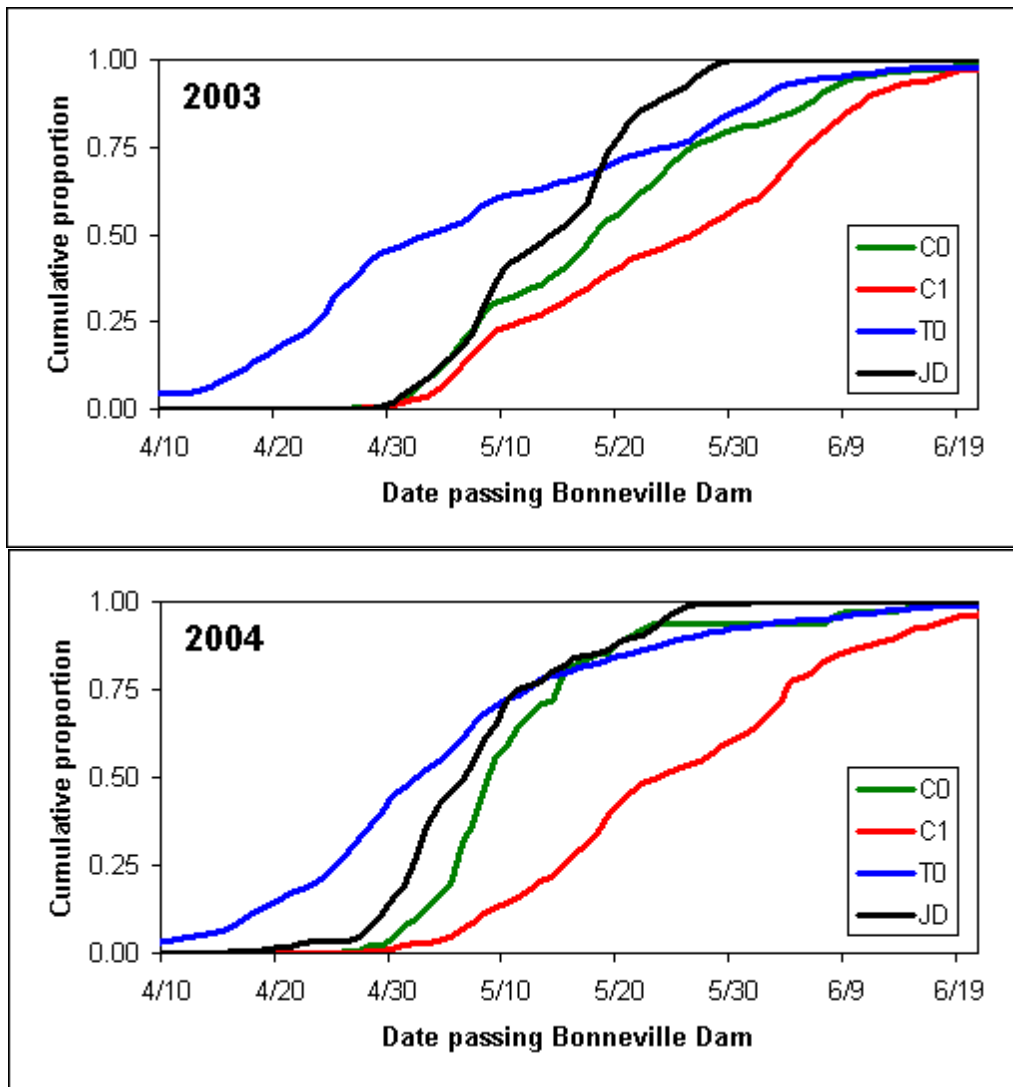 2003
Cumulative proportion
1.00
0.75
0.50
0.25
0.00
C0
C1
T0
JD
4/10 4/20 4/30 5/10 5/20 5/30 6/9 6/19
Date passing Bonneville Dam
2004
Cumulative proportion
1.00
0.75
0.50
0.25
0.00
C0
C1
T0
JD
4/10 4/20 4/30 5/10 5/20 5/30 6/9 6/19
Date passing Bonneville Dam